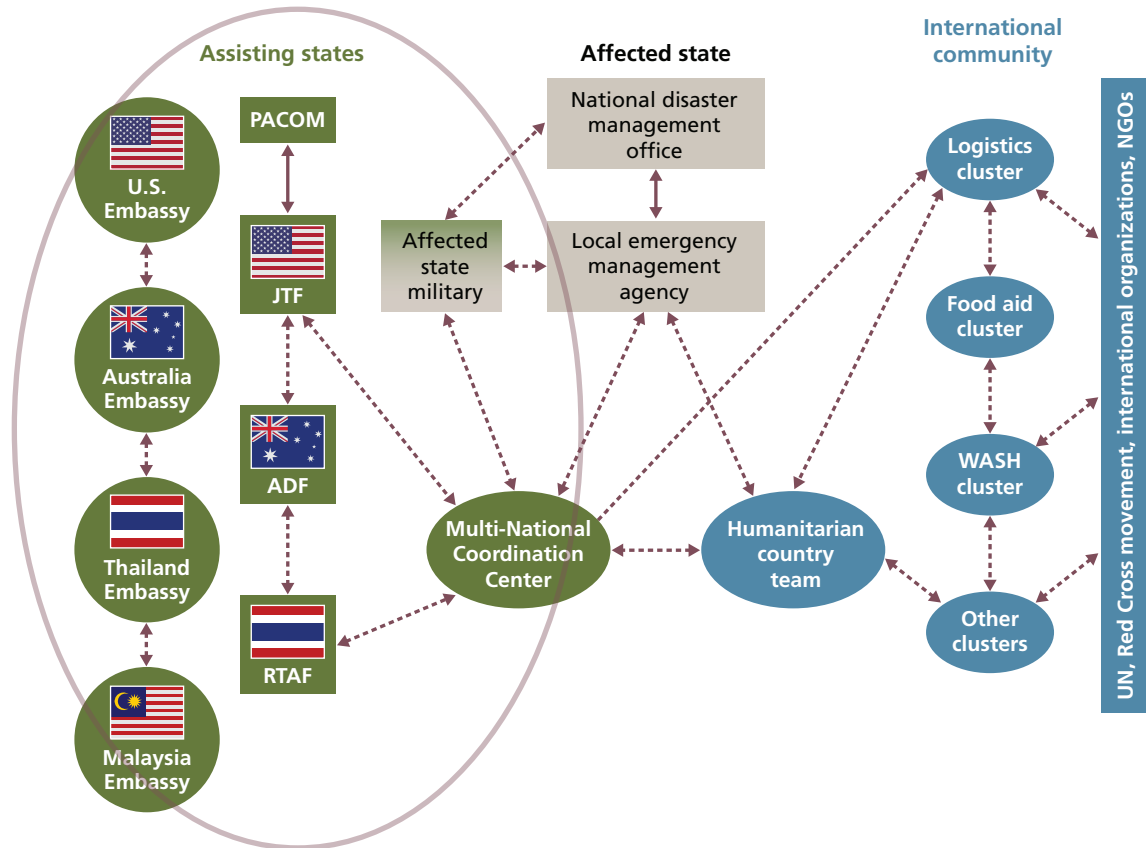 Assisting states
Affected state
International
community
U.S.
Embassy
Australia
Embassy
Thailand
Embassy
Malaysia
Embassy
PACOM
JTF
ADF
RTAF
Affected
state
military
National disaster
management
office
Local emergency
management
agency
Multi-National
Coordination
Center
Humanitarian
country
team
Logistics
cluster
Food aid
cluster
WASH
cluster
Other
clusters
UN, Red Cross movement, international organizations, NGOs